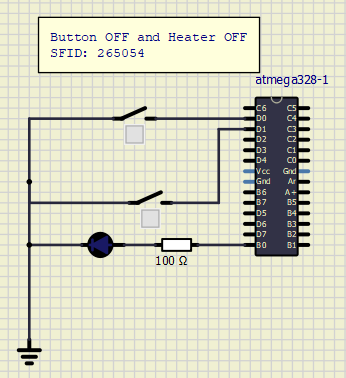 Button OFF and Heater OFF
SFID: 265054
atmega328-1
C6 C5
D0 C4
D1 C3
D2 C2
D3 C1
D4 C0
Vcc Gnd
Gnd Ar
B6 A+
B7 B5
D5 B4
D6 B3
D7 B2
B0 B1
100 Ω